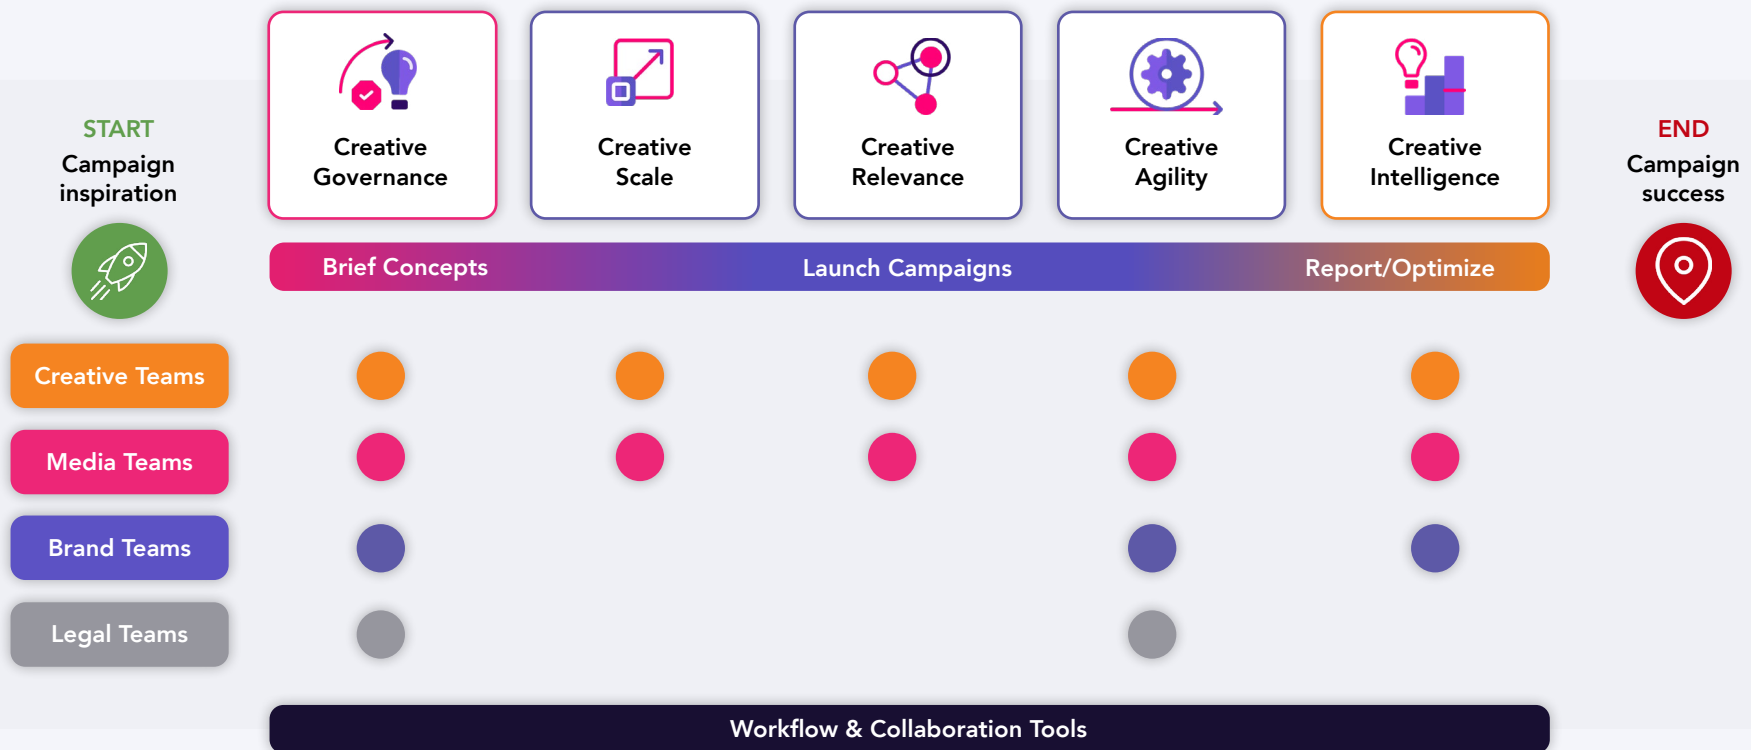 START
Campaign
inspiration
Creative
Governance
Creative
Scale
Creative
Relevance
Creative
Agility
Creative
Intelligence
END
Campaign
success
Brief Concepts
Launch Campaigns
Report/Optimize
Creative Teams
Media Teams
Brand Teams
Legal Teams
Workflow & Collaboration Tools